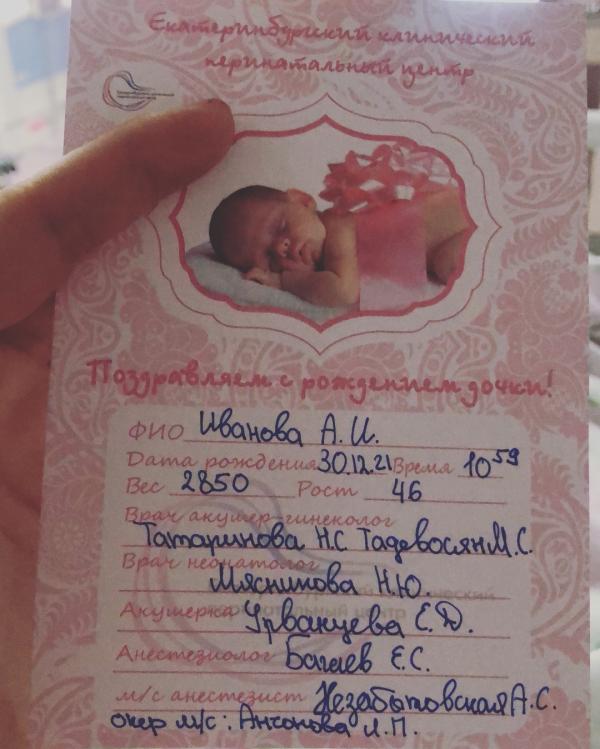 Екатеринбургский клинический
перинатальный центр
Поздравляем с рождением дочки!
ФИО Иванова А.И.
Дата рождения 30.12.21 Время 10 59
Вес 2850 Рост 46
Врач акушер-гинеколог
Татаринова Н.С Тадевосян М.С.
Врач неонатолог
Мясникова Н.Ю.
Акушерка Урванцева Е.Д.
Анестезиолог Багаев Е.С.
м/с анестезист Незабытовская А.С.
опер м/с: Антонова И.П.